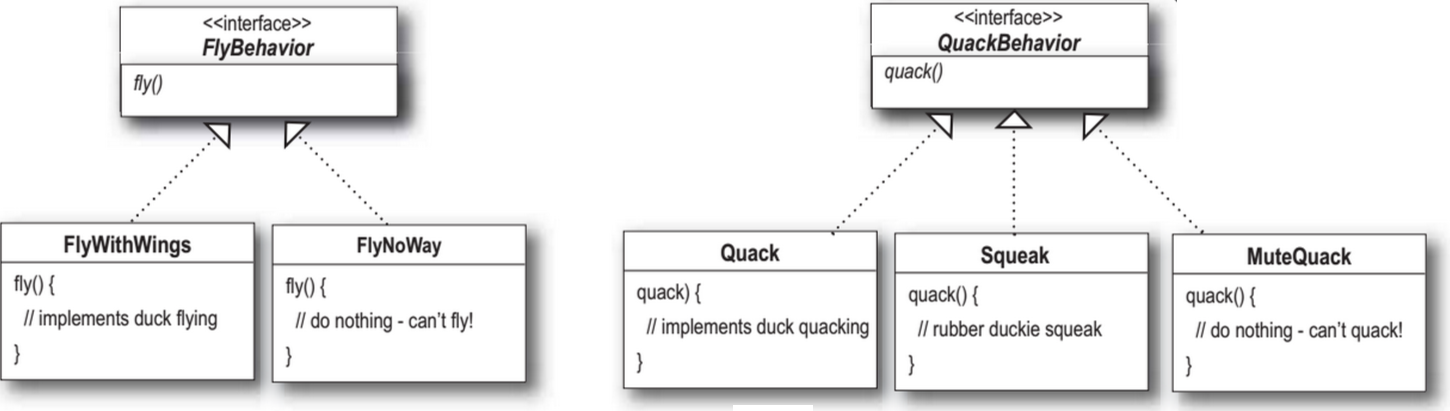 <<interface>>
FlyBehavior
fly()
<<interface>>
QuackBehavior
quack()
FlyWithWings
fly() {
// implements duck flying
}
FlyNoWay
fly() {
// do nothing - can't fly!
}
Quack
quack) {
// implements duck quacking
}
Squeak
quack() {
// rubber duckie squeak
}
MuteQuack
quack() {
// do nothing - can't quack!
}